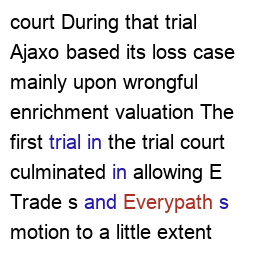 court During that trial
Ajaxo based its loss case
mainly upon wrongful
enrichment valuation The
first trial in the trial court
culminated in allowing E
Trade s and Everypath s
motion to a little extent